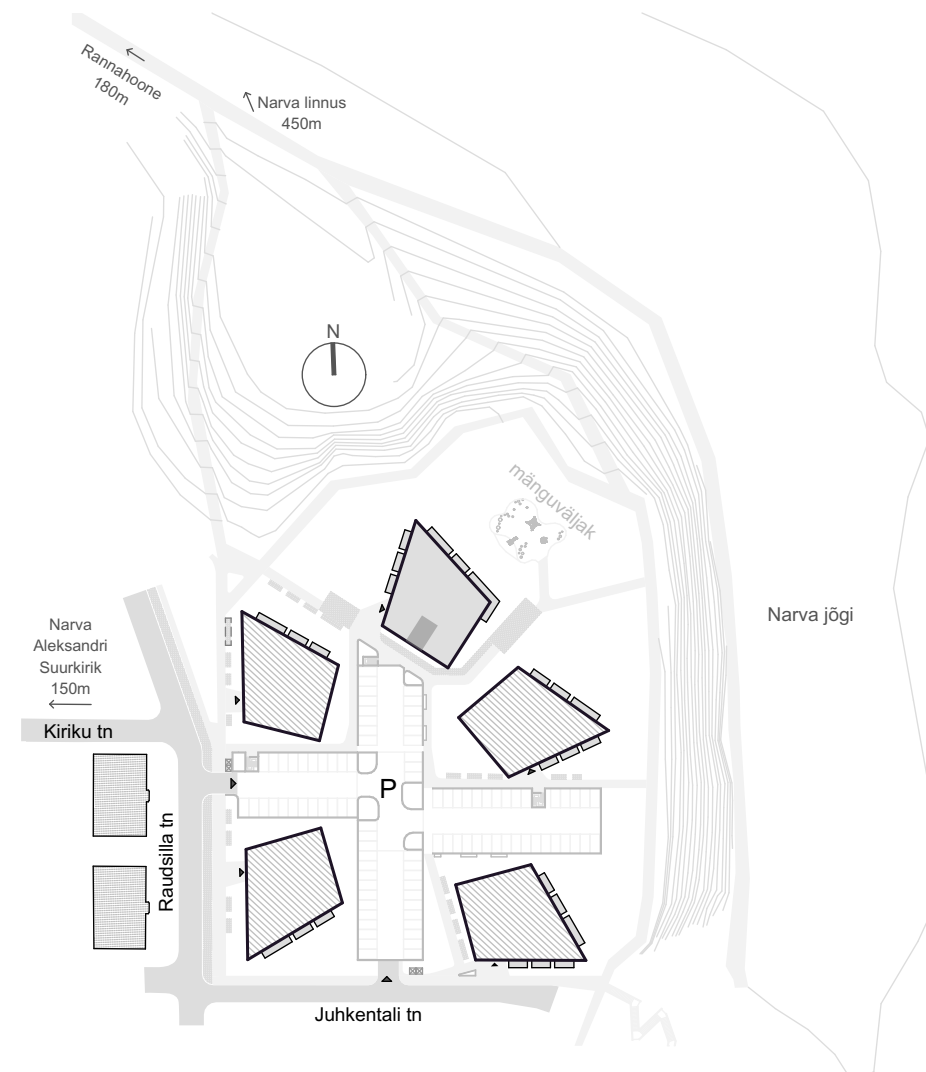 Rannahoone
180m
Narva linnus
450m
N
mänguväljak
Narva
Aleksandri
Suurkirik
150m
Narva jõgi
Kiriku tn
P
Raudsilla tn
Juhkentali tn